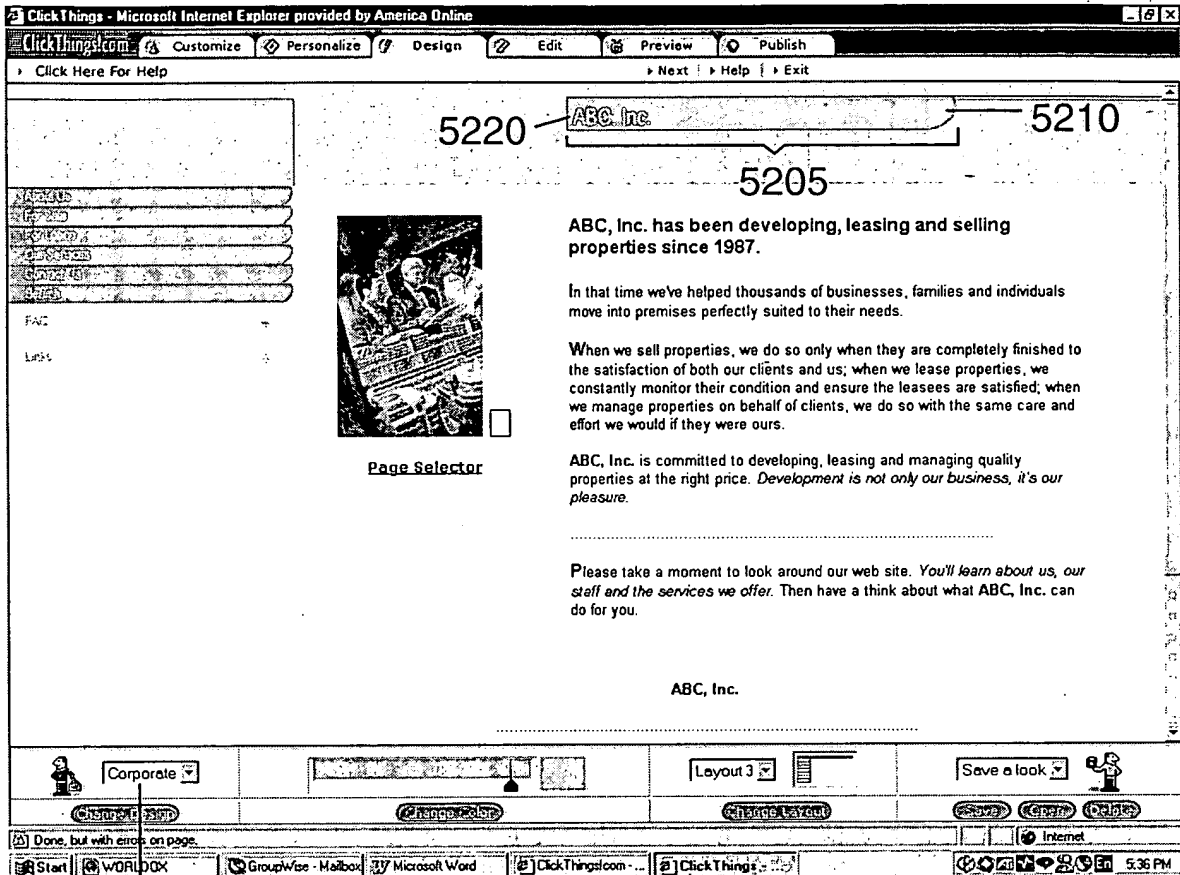 ClickThings - Microsoft Internet Explorer provided by America Online
ClickThings!com Customize Personalize Design Edit Preview Publish
Click Here For Help
Next Help Exit
5220
ABC, Inc.
5210
5205
About Us
Contact Us
FAQ
Links
Page Selector
ABC, Inc. has been developing, leasing and selling
properties since 1987.
In that time we've helped thousands of businesses, families and individuals
move into premises perfectly suited to their needs.
When we sell properties, we do so only when they are completely finished to
the satisfaction of both our clients and us; when we lease properties, we
constantly monitor their condition and ensure the leasees are satisfied; when
we manage properties on behalf of clients, we do so with the same care and
effort we would if they were ours.
ABC, Inc. is committed to developing, leasing and managing quality
properties at the right price. Development is not only our business, it's our
pleasure.
Please take a moment to look around our web site. You'll learn about us, our
staff and the services we offer. Then have a think about what ABC, Inc. can
do for you.
ABC, Inc.
Corporate
Layout 3
Save a look
Change Design
Change Color
Change Layout
Save Open Delete
Done, but with errors on page.
Internet
Start WORLDOX GroupWise - Mailbox Microsoft Word ClickThings!com - ... ClickThings - ... En 5:36 PM